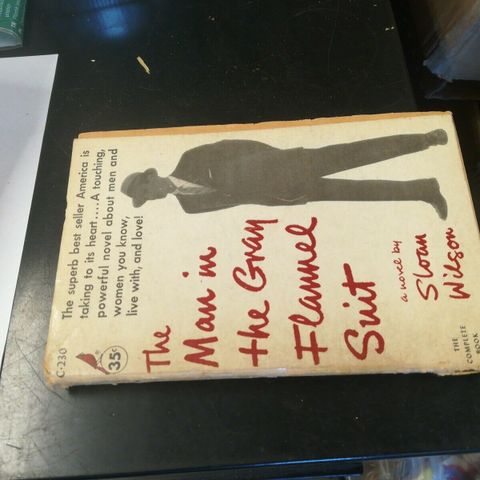 C-230
35¢
The superb best seller America is
taking to its heart....A touching,
powerful novel about men and
women you know,
live with, and love!
The
Man in
the Gray
Flannel
Suit
a novel by
Sloan
Wilson
THE
COMPLETE
BOOK